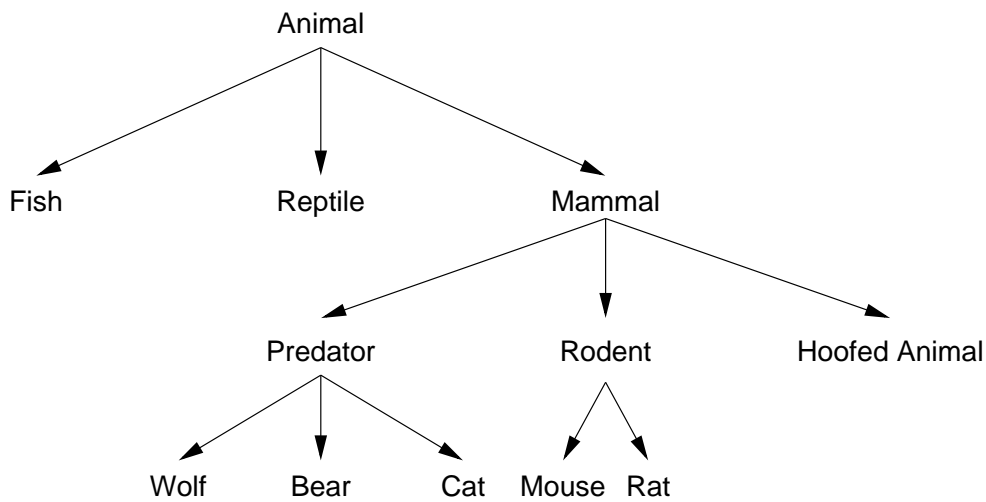 Animal
Fish Reptile Mammal
Predator Rodent Hoofed Animal
Wolf Bear Cat Mouse Rat